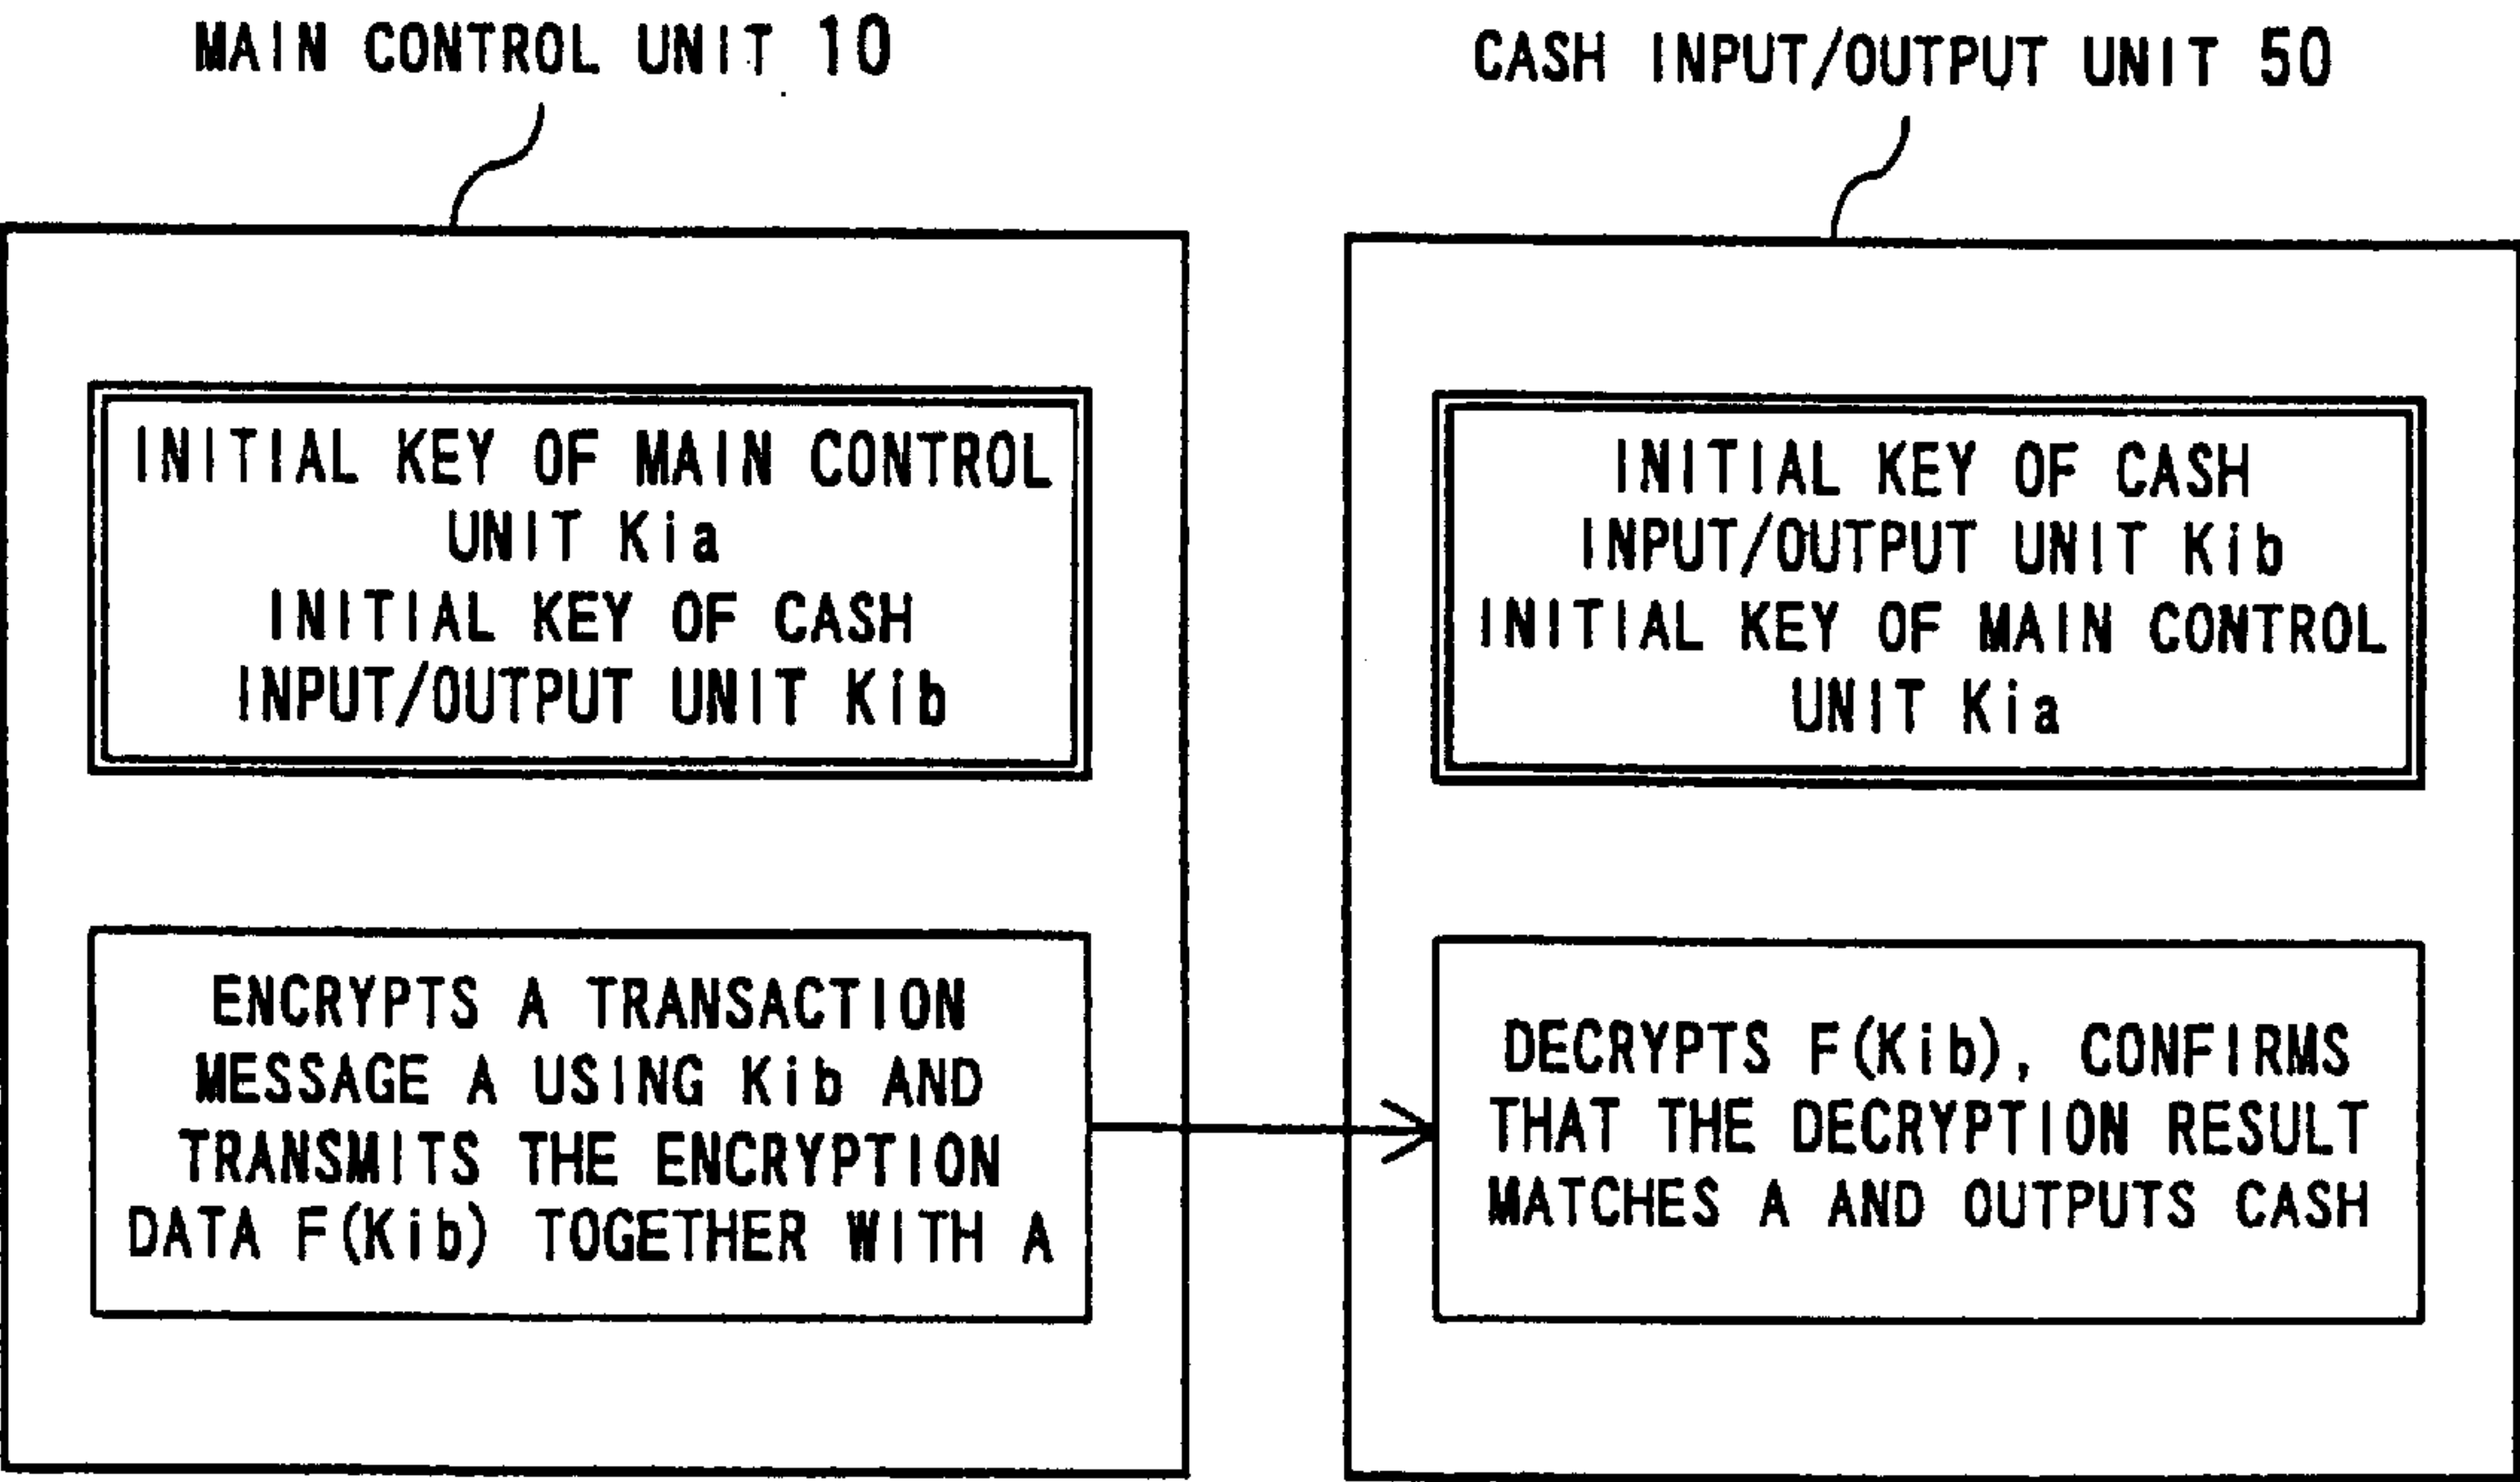 MAIN CONTROL UNIT 10
CASH INPUT/OUTPUT UNIT 50
INITIAL KEY OF MAIN CONTROL
UNIT Kia
INITIAL KEY OF CASH
INPUT/OUTPUT UNIT Kib
INITIAL KEY OF CASH
INPUT/OUTPUT UNIT Kib
INITIAL KEY OF MAIN CONTROL
UNIT Kia
ENCRYPTS A TRANSACTION
MESSAGE A USING Kib AND
TRANSMITS THE ENCRYPTION
DATA F(Kib) TOGETHER WITH A
DECRYPTS F(Kib), CONFIRMS
THAT THE DECRYPTION RESULT
MATCHES A AND OUTPUTS CASH